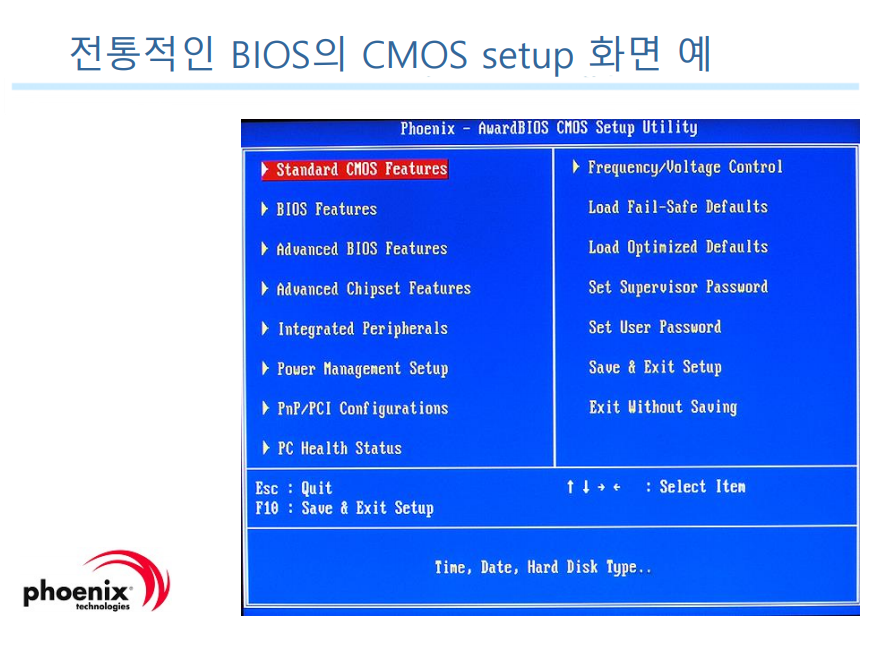 전통적인 BIOS의 CMOS setup 화면 예
Phoenix - AwardBIOS CMOS Setup Utility
Standard CMOS Features
BIOS Features
Advanced BIOS Features
Advanced Chipset Features
Integrated Peripherals
Power Management Setup
PnP/PCI Configurations
PC Health Status
Frequency/Voltage Control
Load Fail-Safe Defaults
Load Optimized Defaults
Set Supervisor Password
Set User Password
Save & Exit Setup
Exit Without Saving
Esc : Quit
F10 : Save & Exit Setup
↑ ↓ → ← : Select Item
Time, Date, Hard Disk Type..
phoenix
technologies